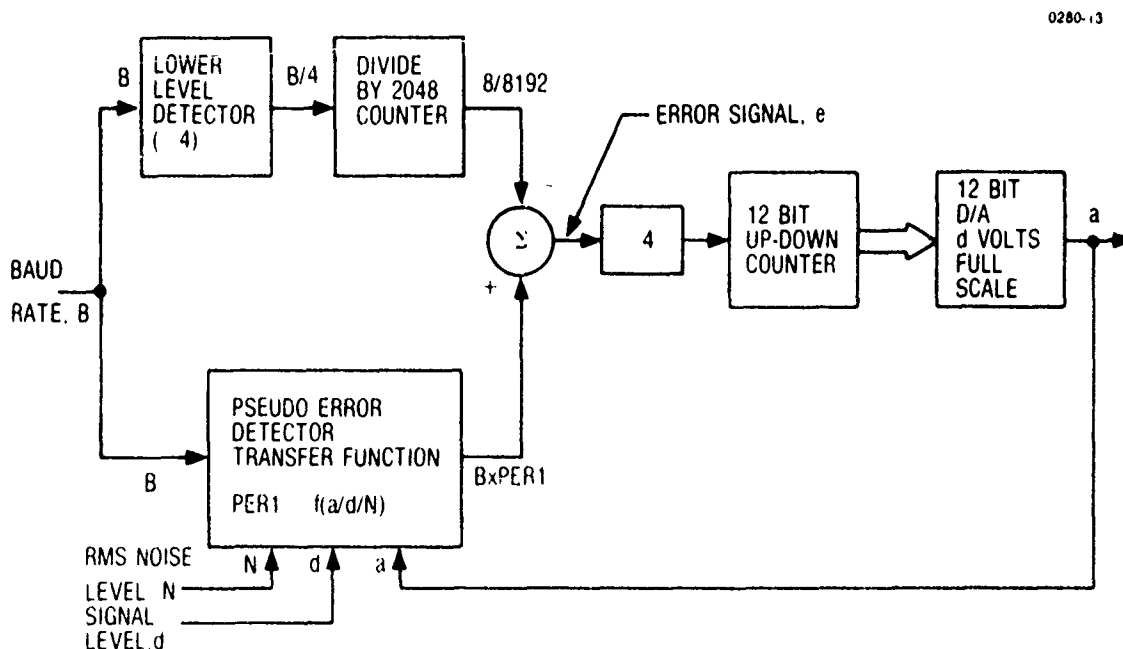 0280-13
B
LOWER
LEVEL
DETECTOR
( 4)
B/4
DIVIDE
BY 2048
COUNTER
8/8192
ERROR SIGNAL, e
-
Σ
+
4
12 BIT
UP-DOWN
COUNTER
12 BIT
D/A
d VOLTS
FULL
SCALE
a
BAUD
RATE, B
B
PSEUDO ERROR
DETECTOR
TRANSFER FUNCTION
PER1 f(a/d/N)
BxPER1
RMS NOISE
LEVEL N
SIGNAL
LEVEL,d
N
d
a